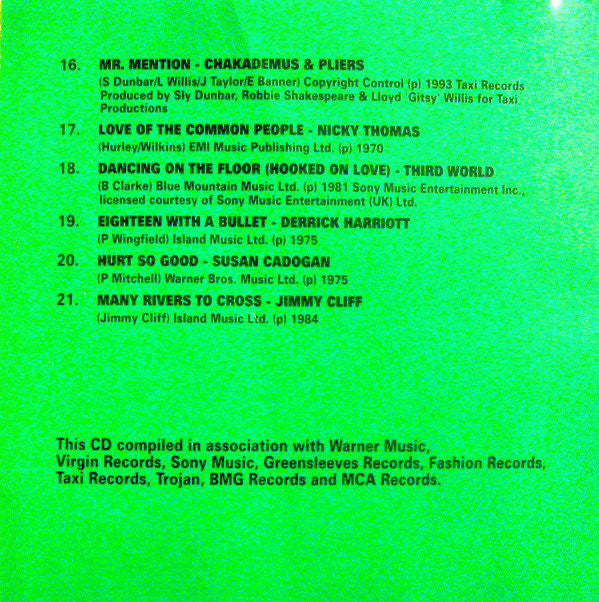 16. MR. MENTION - CHAKADEMUS & PLIERS
(S Dunbar/L Willis/J Taylor/E Banner) Copyright Control (p) 1993 Taxi Records
Produced by Sly Dunbar, Robbie Shakespeare & Lloyd 'Gitsy' Willis for Taxi
Productions
17. LOVE OF THE COMMON PEOPLE - NICKY THOMAS
(Hurley/Wilkins) EMI Music Publishing Ltd. (p) 1970
18. DANCING ON THE FLOOR (HOOKED ON LOVE) - THIRD WORLD
(B Clarke) Blue Mountain Music Ltd. (p) 1981 Sony Music Entertainment Inc.,
licensed courtesy of Sony Music Entertainment (UK) Ltd.
19. EIGHTEEN WITH A BULLET - DERRICK HARRIOTT
(P Wingfield) Island Music Ltd. (p) 1975
20. HURT SO GOOD - SUSAN CADOGAN
(P Mitchell) Warner Bros. Music Ltd. (p) 1975
21. MANY RIVERS TO CROSS - JIMMY CLIFF
(Jimmy Cliff) Island Music Ltd. (p) 1984
This CD compiled in association with Warner Music,
Virgin Records, Sony Music, Greensleeves Records, Fashion Records,
Taxi Records, Trojan, BMG Records and MCA Records.